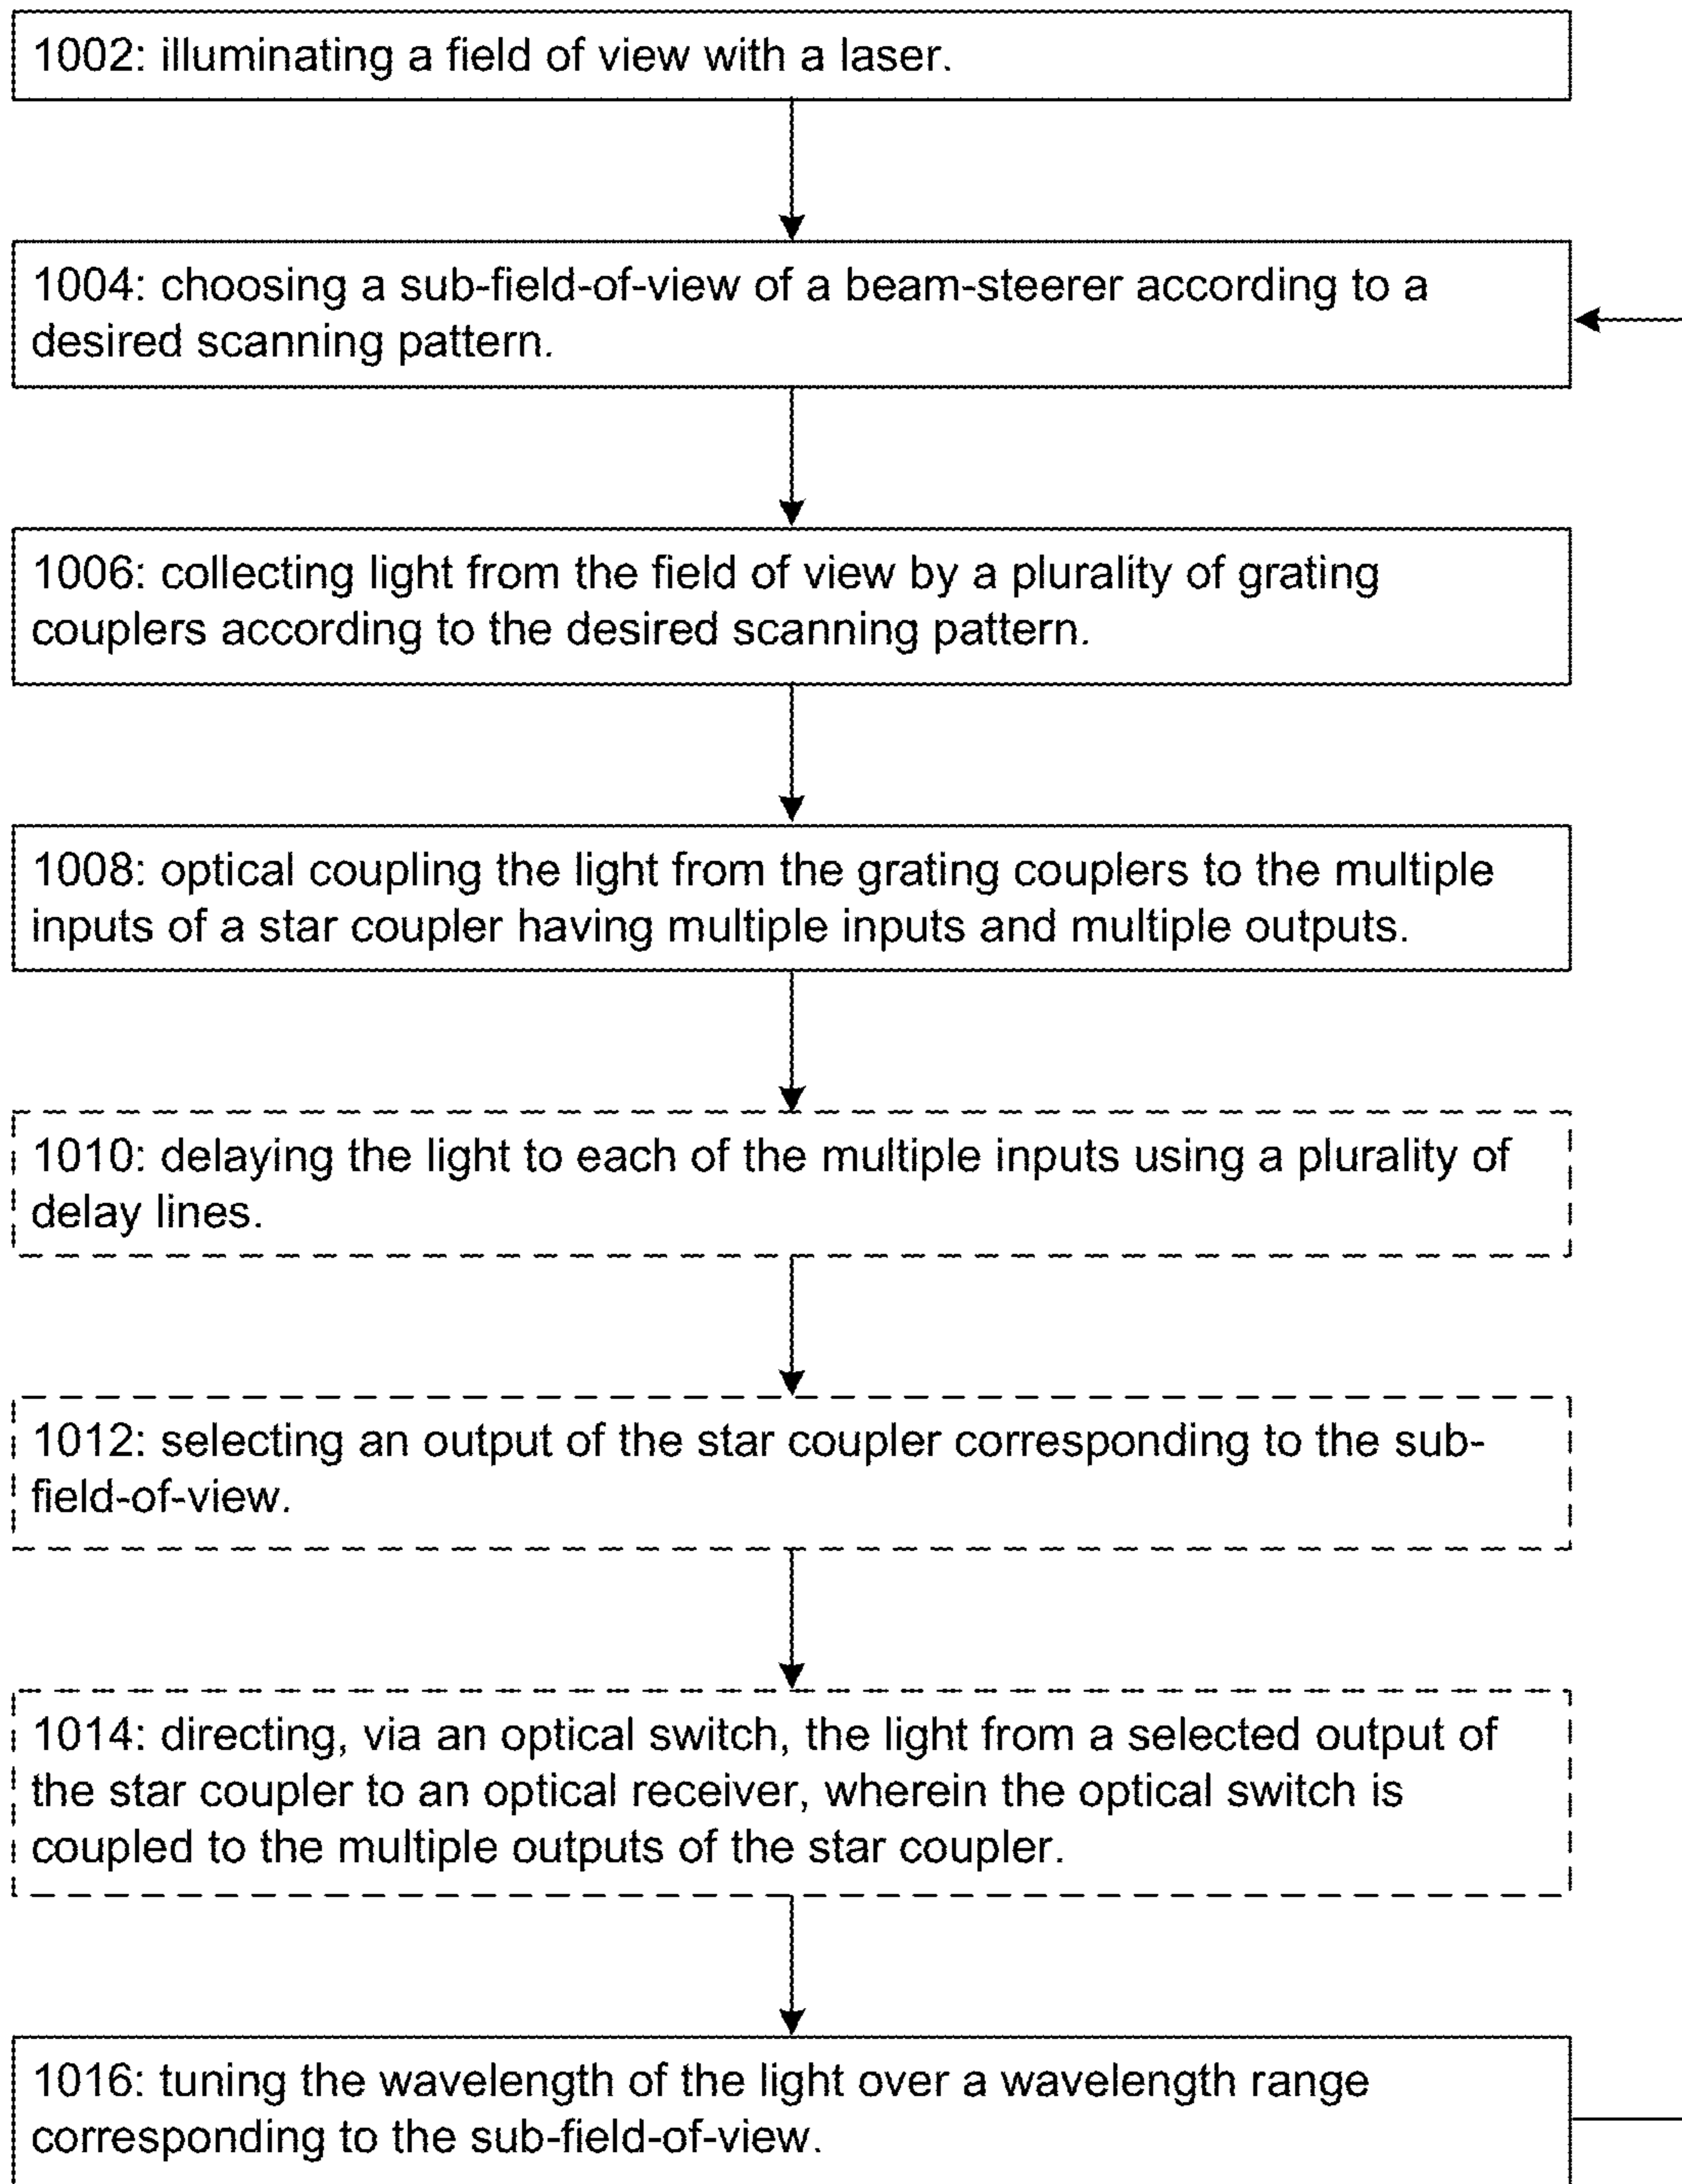 1002: illuminating a field of view with a laser.
1004: choosing a sub-field-of-view of a beam-steerer according to a
desired scanning pattern.
1006: collecting light from the field of view by a plurality of grating
couplers according to the desired scanning pattern.
1008: optical coupling the light from the grating couplers to the multiple
inputs of a star coupler having multiple inputs and multiple outputs.
1010: delaying the light to each of the multiple inputs using a plurality of
delay lines.
1012: selecting an output of the star coupler corresponding to the sub-
field-of-view.
1014: directing, via an optical switch, the light from a selected output of
the star coupler to an optical receiver, wherein the optical switch is
coupled to the multiple outputs of the star coupler.
1016: tuning the wavelength of the light over a wavelength range
corresponding to the sub-field-of-view.